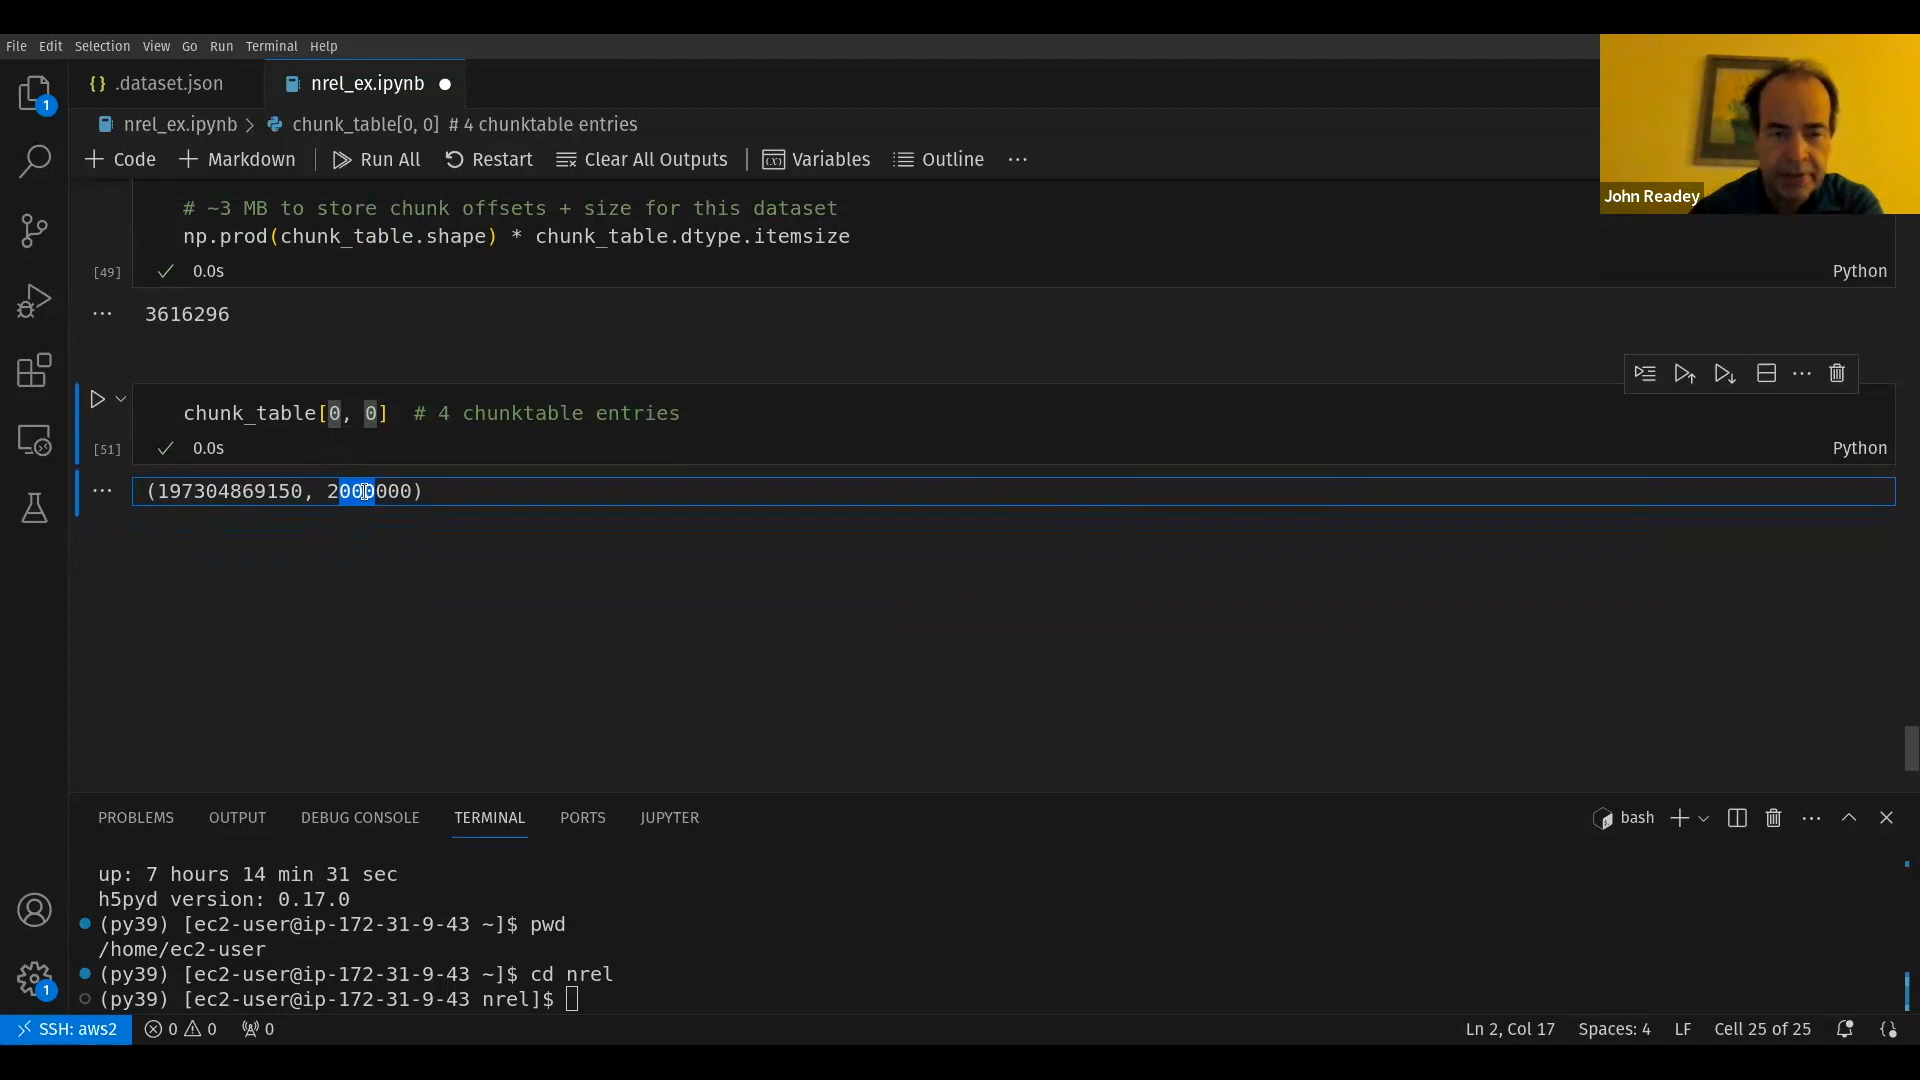 File Edit Selection View Go Run Terminal Help
1
{} .dataset.json nrel_ex.ipynb
nrel_ex.ipynb > chunk_table[0, 0] # 4 chunktable entries
+ Code + Markdown Run All Restart Clear All Outputs (x) Variables Outline ...
John Readey
# ~3 MB to store chunk offsets + size for this dataset
np.prod(chunk_table.shape) * chunk_table.dtype.itemsize
[49] 0.0s Python
... 3616296
chunk_table[0, 0] # 4 chunktable entries
[51] 0.0s Python
... (197304869150, 2000000)
PROBLEMS OUTPUT DEBUG CONSOLE TERMINAL PORTS JUPYTER bash
up: 7 hours 14 min 31 sec
h5pyd version: 0.17.0
(py39) [ec2-user@ip-172-31-9-43 ~]$ pwd
/home/ec2-user
(py39) [ec2-user@ip-172-31-9-43 ~]$ cd nrel
(py39) [ec2-user@ip-172-31-9-43 nrel]$
1
SSH: aws2 0 0 0 Ln 2, Col 17 Spaces: 4 LF Cell 25 of 25 {}